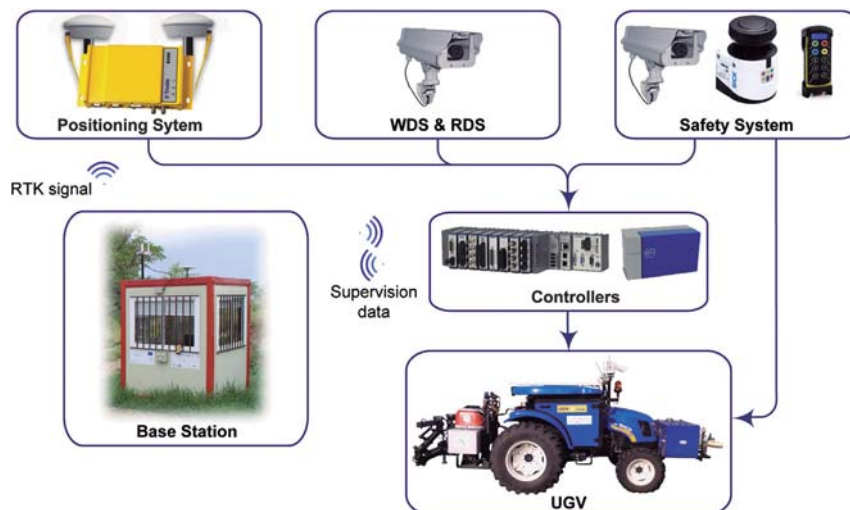 Positioning Sytem
WDS & RDS
Safety System
RTK signal
Supervision
data
Controllers
Base Station
UGV